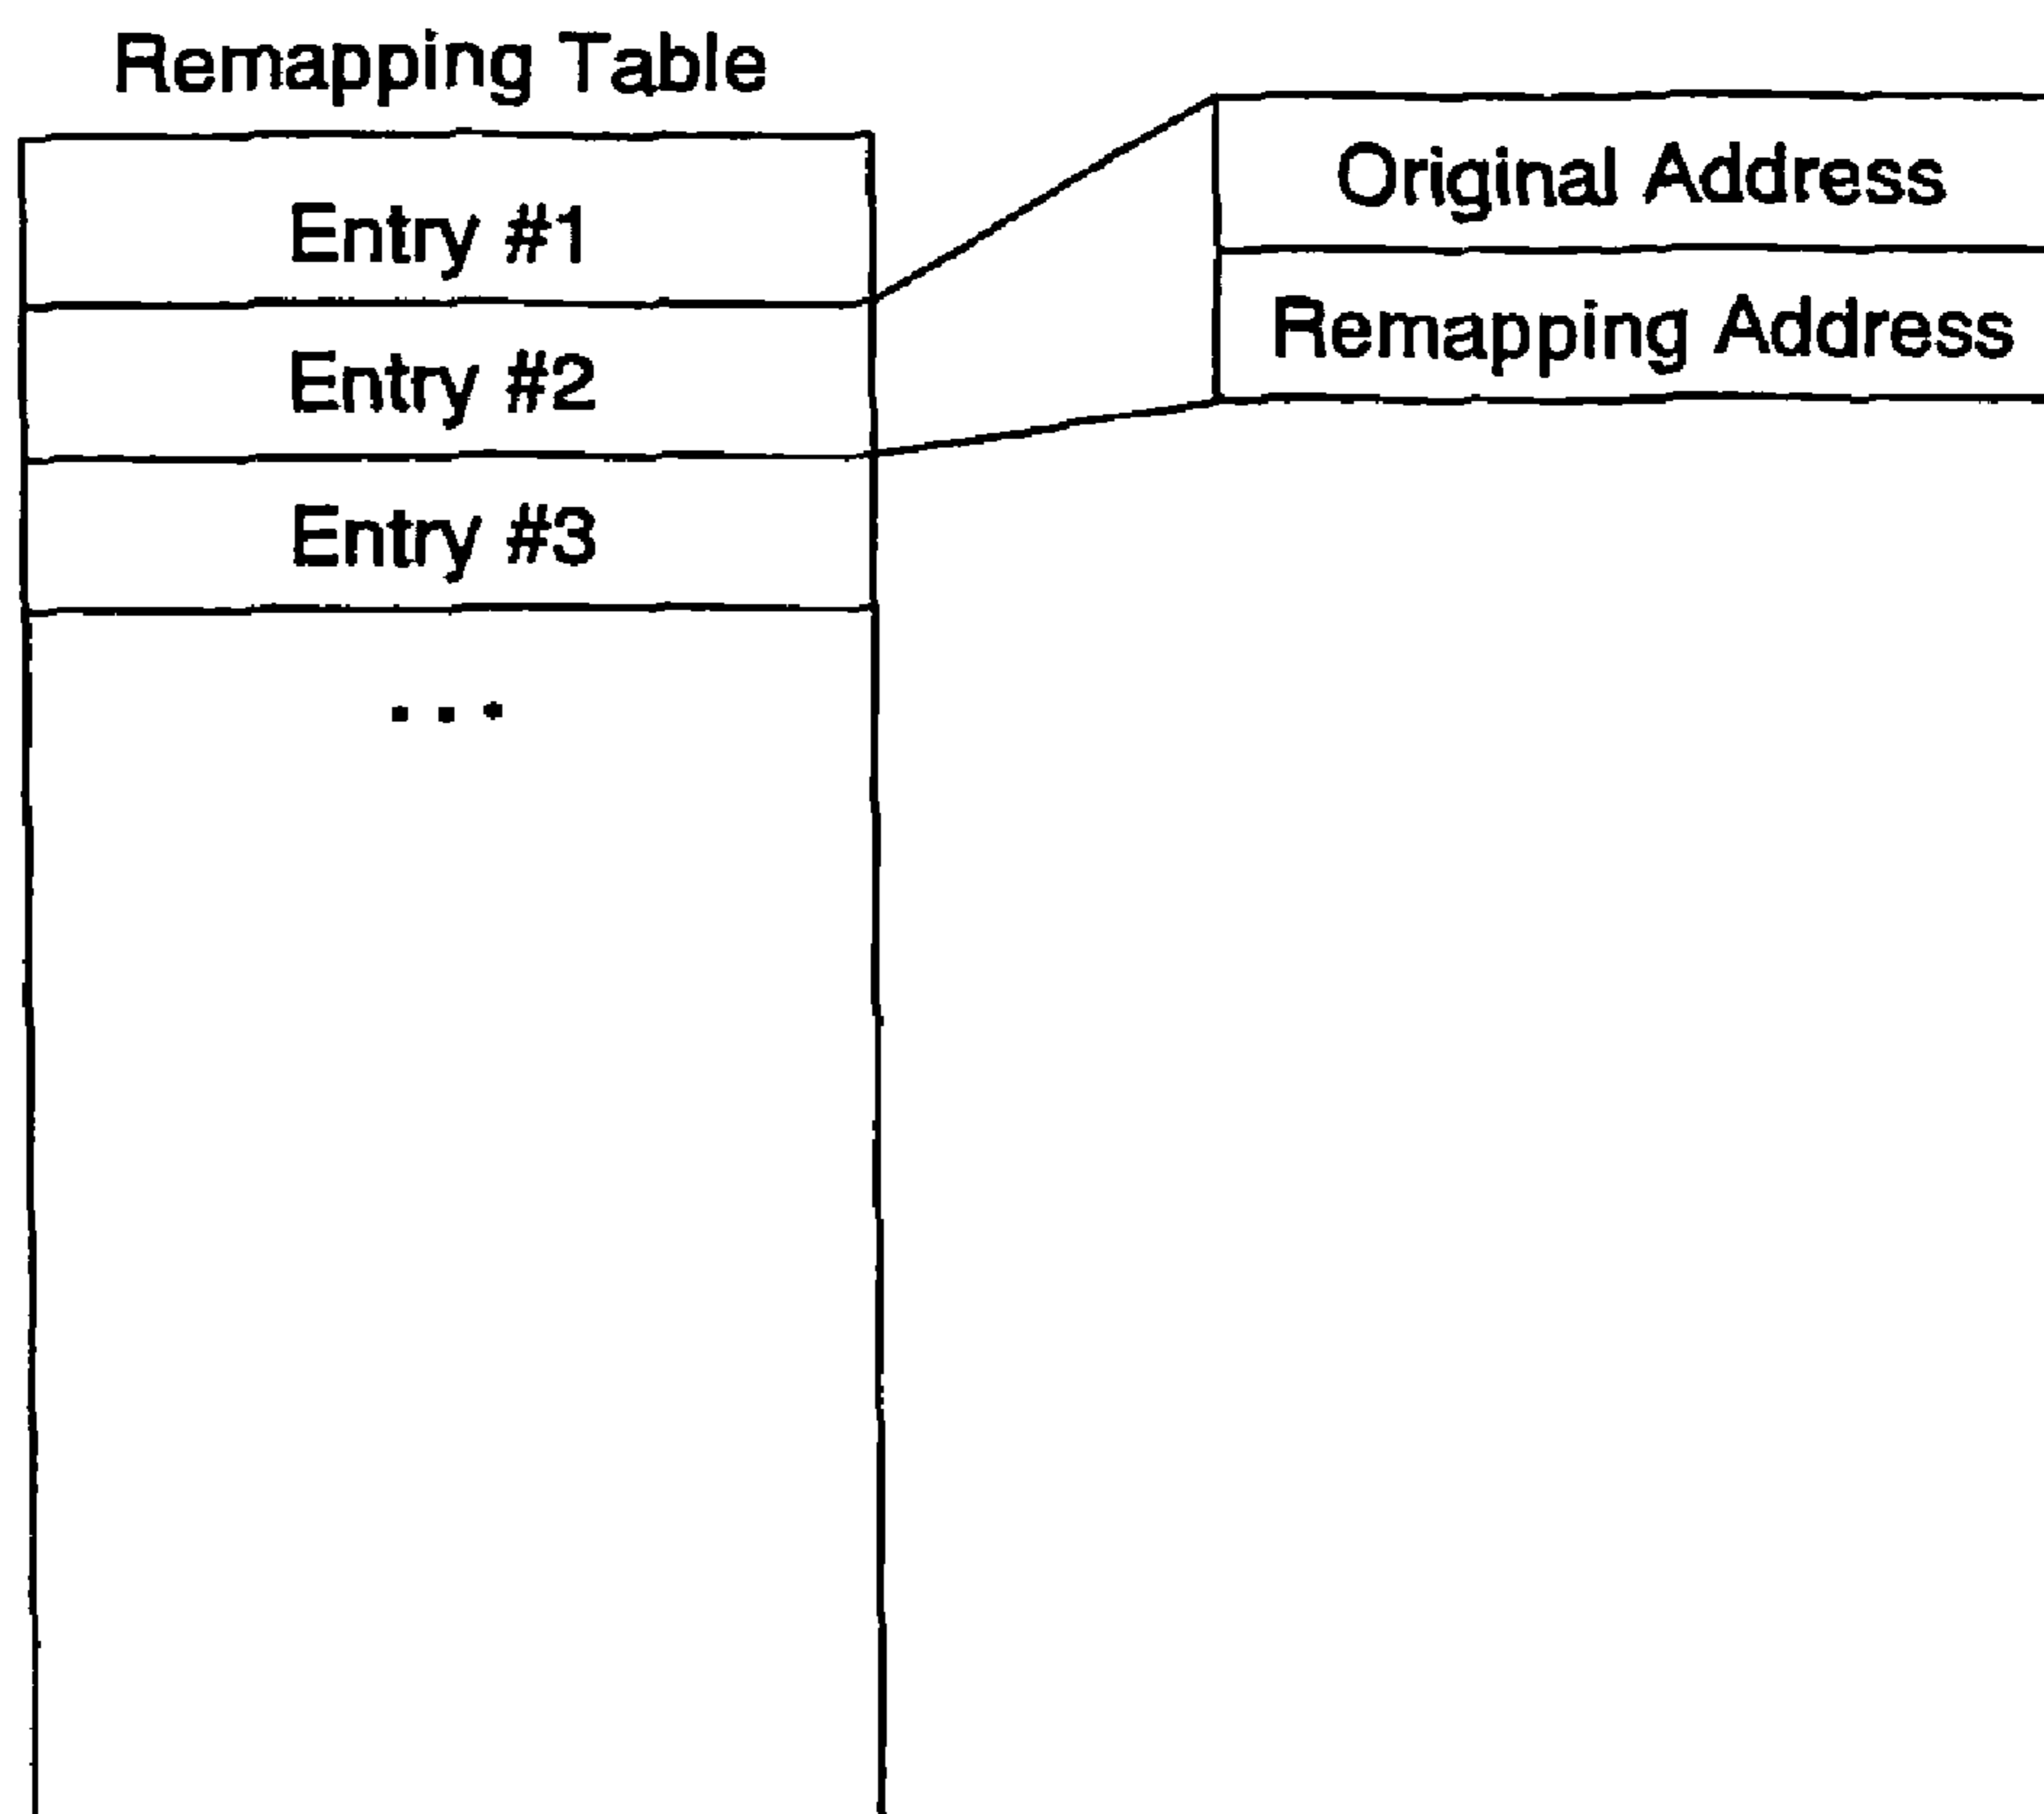 Remapping Table
Entry #1
Entry #2
Entry #3
...
Original Address
Remapping Address